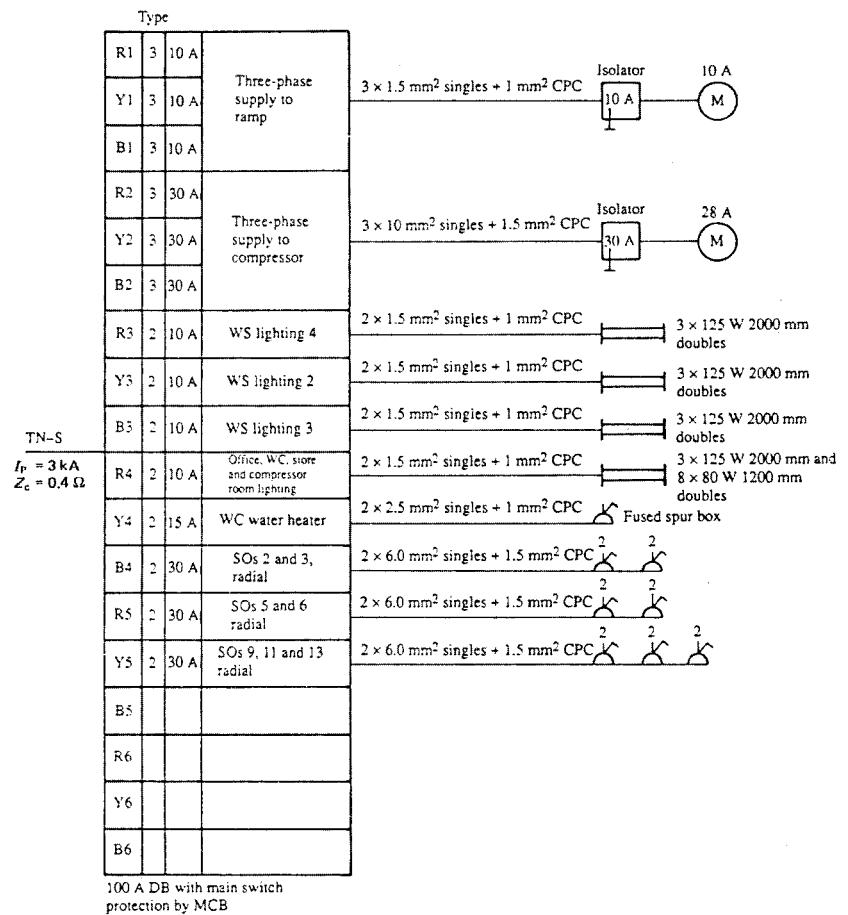 Type
R1 3 10 A
Y1 3 10 A
B1 3 10 A
Three-phase
supply to
ramp
3 × 1.5 mm² singles + 1 mm² CPC
Isolator
10 A
10 A
M
R2 3 30 A
Y2 3 30 A
B2 3 30 A
Three-phase
supply to
compressor
3 × 10 mm² singles + 1.5 mm² CPC
Isolator
30 A
28 A
M
R3 2 10 A WS lighting 4
2 × 1.5 mm² singles + 1 mm² CPC
3 × 125 W 2000 mm
doubles
Y3 2 10 A WS lighting 2
2 × 1.5 mm² singles + 1 mm² CPC
3 × 125 W 2000 mm
doubles
B3 2 10 A WS lighting 3
2 × 1.5 mm² singles + 1 mm² CPC
3 × 125 W 2000 mm
doubles
TN–S
Iₚ = 3 kA
Zₑ = 0.4 Ω
R4 2 10 A
Office, WC, store
and compressor
room lighting
2 × 1.5 mm² singles + 1 mm² CPC
3 × 125 W 2000 mm and
8 × 80 W 1200 mm
doubles
Y4 2 15 A WC water heater
2 × 2.5 mm² singles + 1 mm² CPC
Fused spur box
B4 2 30 A
SOs 2 and 3,
radial
2 × 6.0 mm² singles + 1.5 mm² CPC
2 2
R5 2 30 A
SOs 5 and 6
radial
2 × 6.0 mm² singles + 1.5 mm² CPC
2 2
Y5 2 30 A
SOs 9, 11 and 13
radial
2 × 6.0 mm² singles + 1.5 mm² CPC
2 2 2
B5
R6
Y6
B6
100 A DB with main switch
protection by MCB